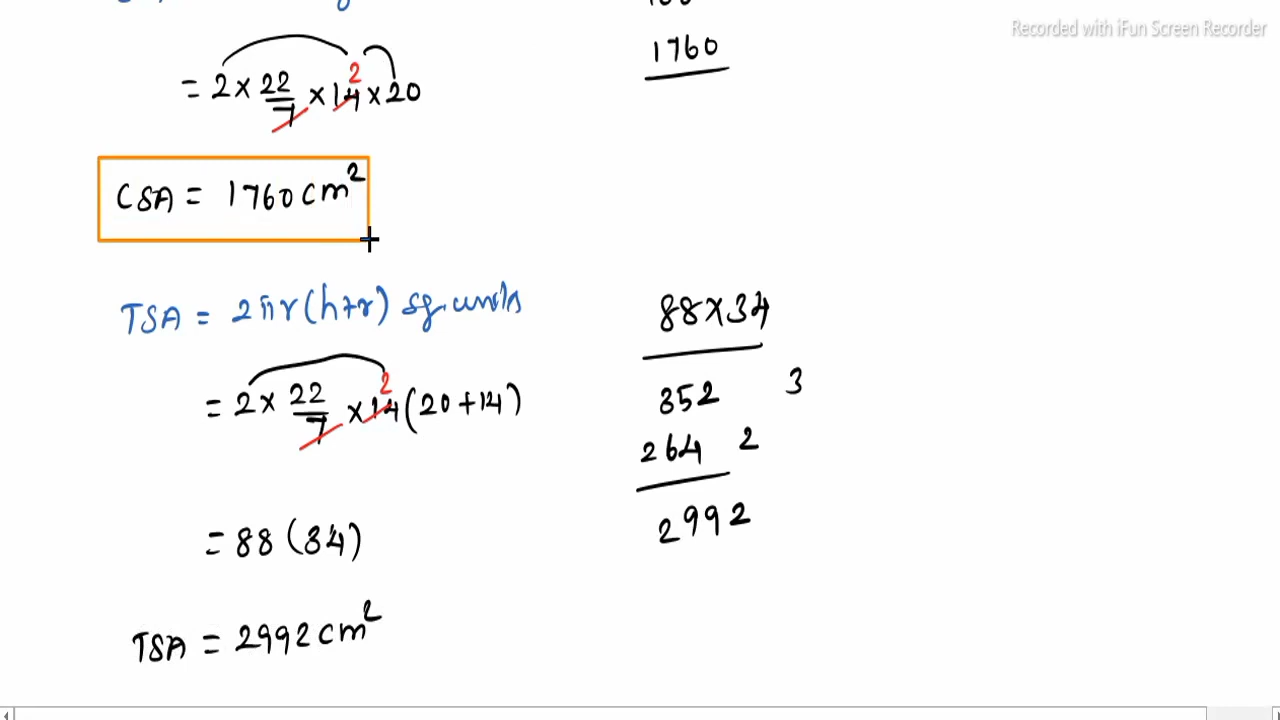 Recorded with iFun Screen Recorder
1760
= 2 × 22/7 × 14 × 20
2
CSA = 1760 cm²
TSA = 2πr(h+r) sq.units
= 2 × 22/7 × 14 (20+14)
2
= 88 (34)
TSA = 2992 cm²
88×34
352 3
264 2
2992